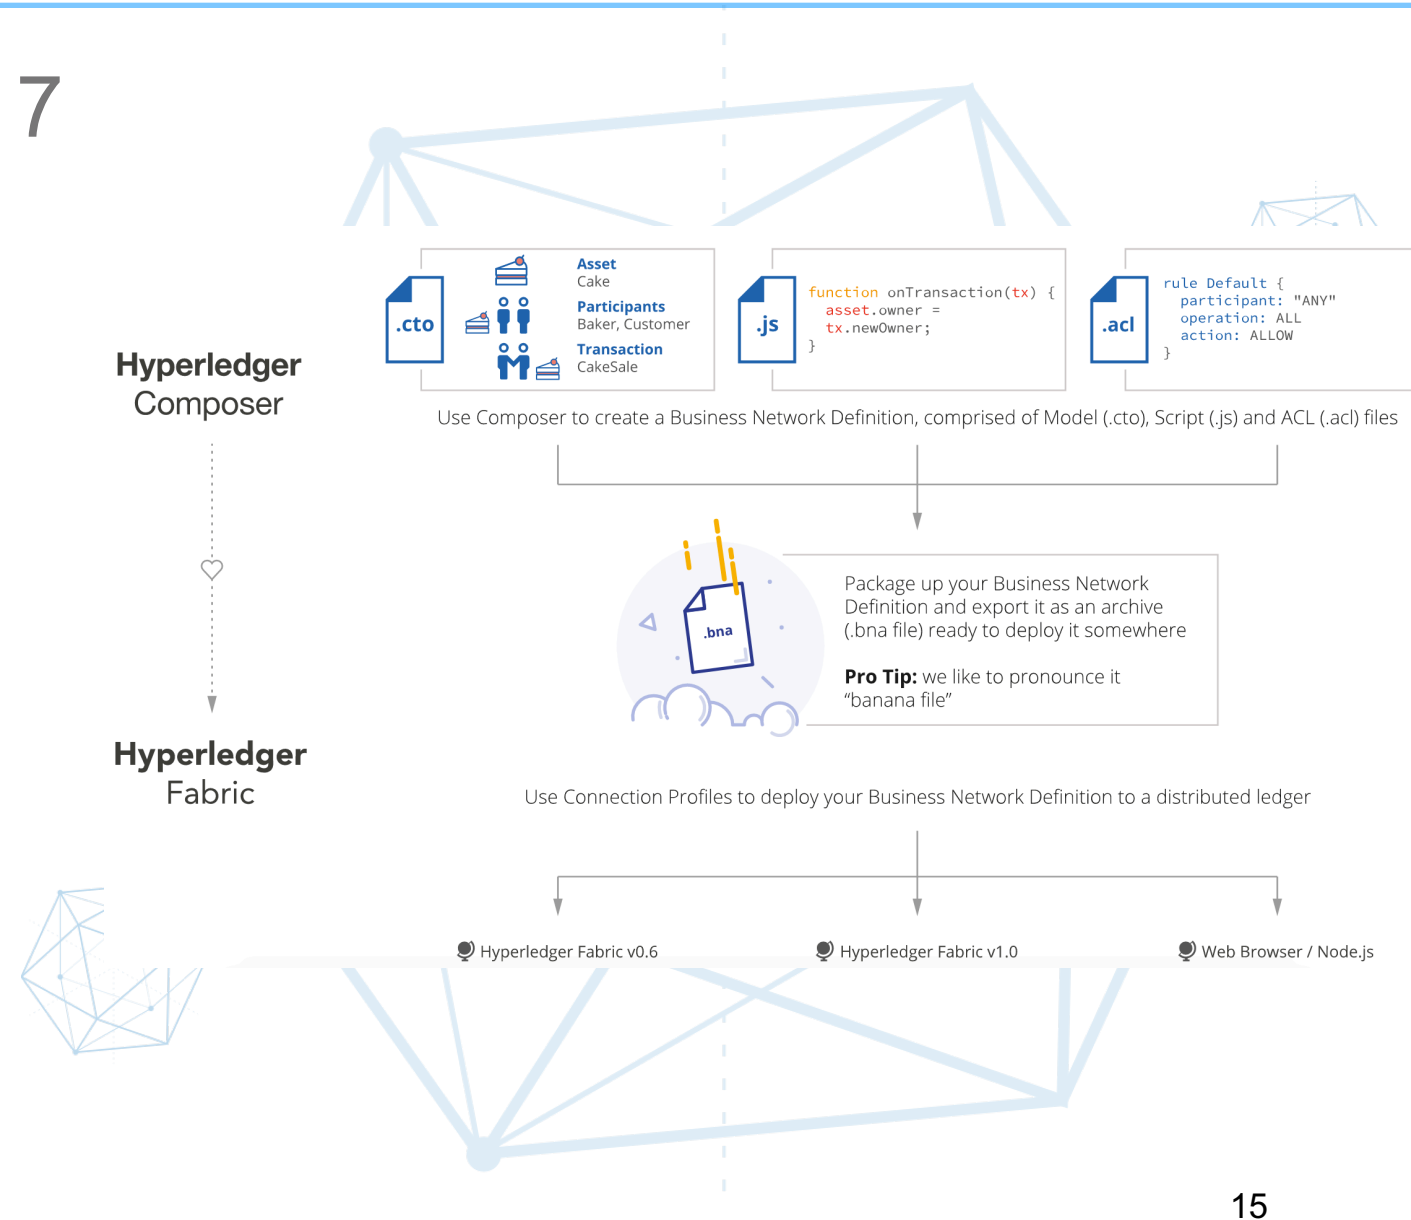 7
Hyperledger
Composer
.cto
Asset
Cake
Participants
Baker, Customer
Transaction
CakeSale
.js
function onTransaction(tx) {
asset.owner =
tx.newOwner;
}
.acl
rule Default {
participant: "ANY"
operation: ALL
action: ALLOW
}
Use Composer to create a Business Network Definition, comprised of Model (.cto), Script (.js) and ACL (.acl) files
.bna
Package up your Business Network
Definition and export it as an archive
(.bna file) ready to deploy it somewhere
Pro Tip: we like to pronounce it
“banana file”
Hyperledger
Fabric
Use Connection Profiles to deploy your Business Network Definition to a distributed ledger
Hyperledger Fabric v0.6
Hyperledger Fabric v1.0
Web Browser / Node.js
15